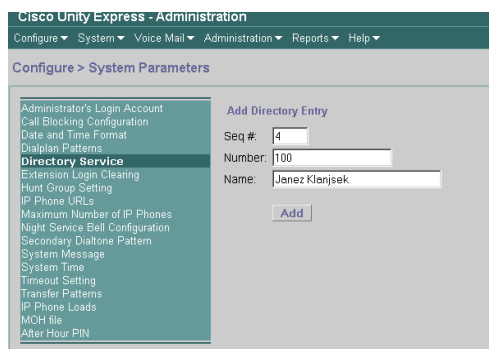 Cisco Unity Express - Administration
Configure System Voice Mail Administration Reports Help
Configure > System Parameters
Administrator's Login Account
Call Blocking Configuration
Date and Time Format
Dialplan Patterns
Directory Service
Extension Login Clearing
Hunt Group Setting
IP Phone URLs
Maximum Number of IP Phones
Night Service Bell Configuration
Secondary Dialtone Pattern
System Message
System Time
Timeout Setting
Transfer Patterns
IP Phone Loads
MOH file
After Hour PIN
Add Directory Entry
Seq #: 4
Number: 100
Name: Janez Klanjsek
Add